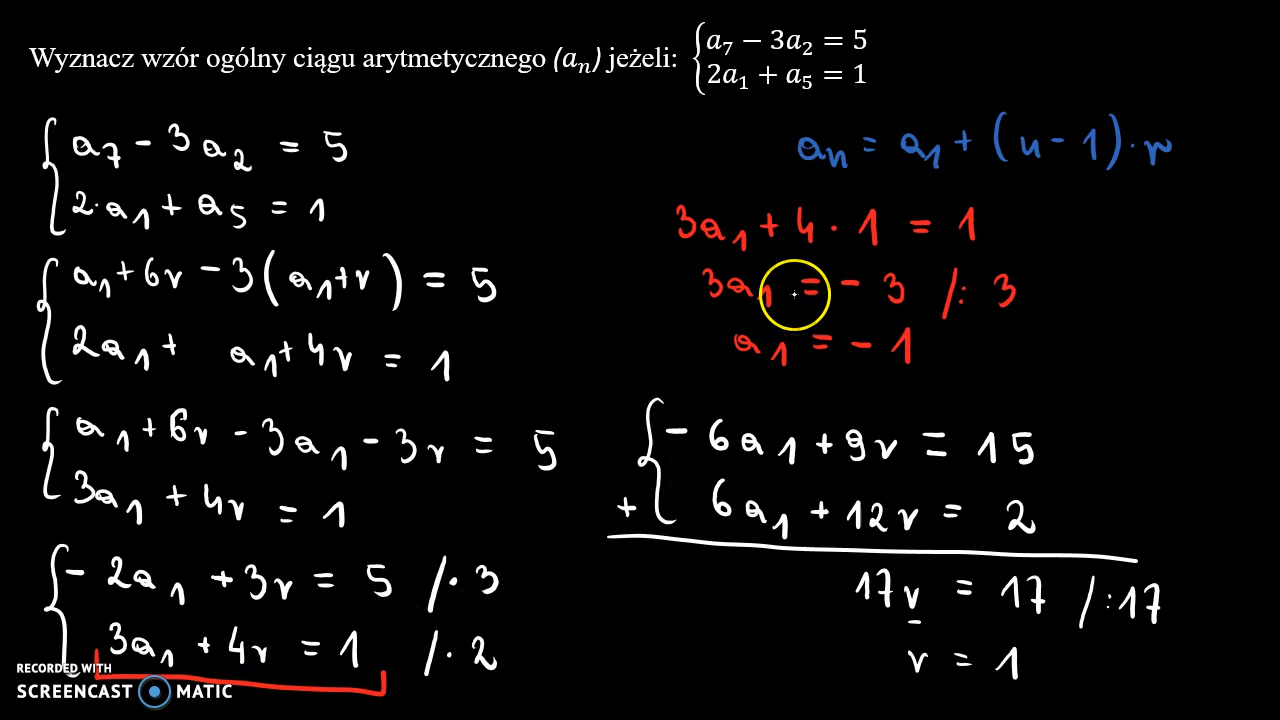 Wyznacz wzór ogólny ciągu arytmetycznego (aₙ) jeżeli: {a₇ − 3a₂ = 5
2a₁ + a₅ = 1
{a₇ - 3a₂ = 5
2·a₁ + a₅ = 1
{a₁ + 6r - 3(a₁+r) = 5
2a₁ + a₁ + 4r = 1
{a₁ + 6r - 3a₁ - 3r = 5
3a₁ + 4r = 1
{- 2a₁ + 3r = 5 /· 3
3a₁ + 4r = 1 /· 2
aₙ = a₁ + (n - 1)·r
3a₁ + 4 · 1 = 1
3a₁ = - 3 /: 3
a₁ = - 1
{- 6a₁ + 9r = 15
+ 6a₁ + 12r = 2
17r = 17 /:17
r = 1
RECORDED WITH
SCREENCAST MATIC